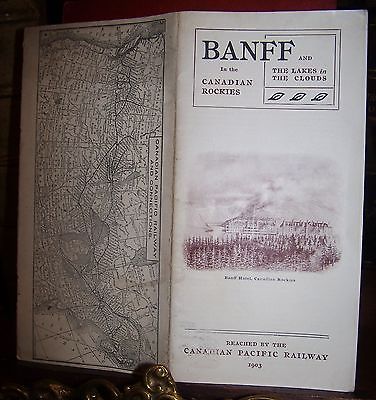 CANADIAN PACIFIC RAILWAY
AND CONNECTIONS
BANFF AND
In the
CANADIAN
ROCKIES
THE LAKES in
THE CLOUDS
Banff Hotel, Canadian Rockies
REACHED BY THE
CANADIAN PACIFIC RAILWAY
1903